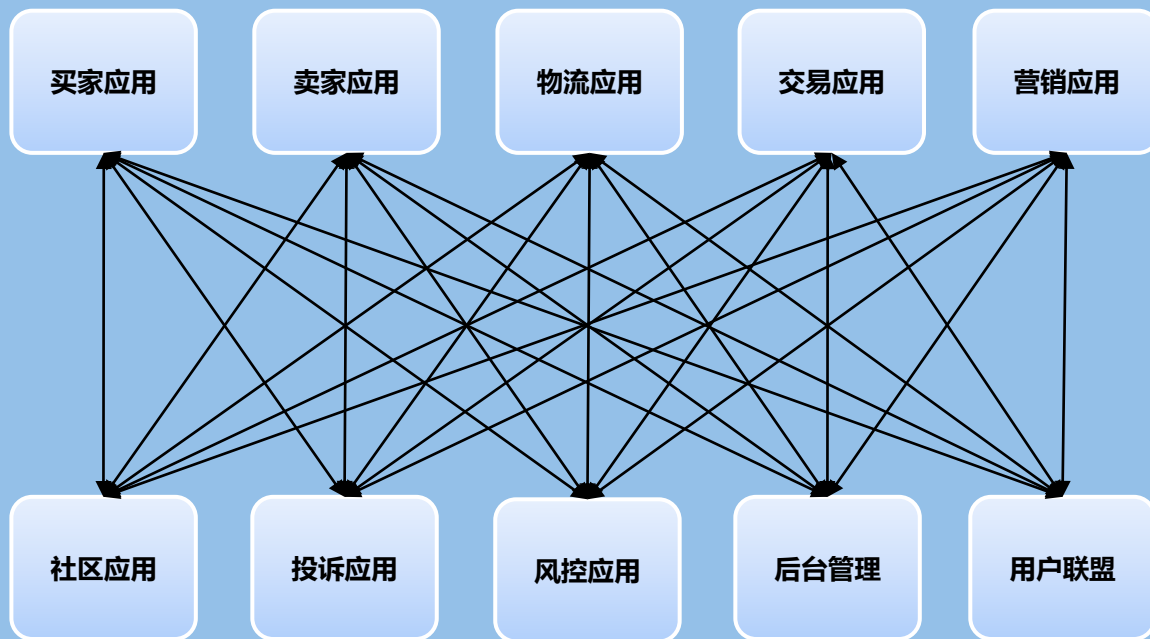 买家应用
卖家应用
物流应用
交易应用
营销应用
社区应用
投诉应用
风控应用
后台管理
用户联盟